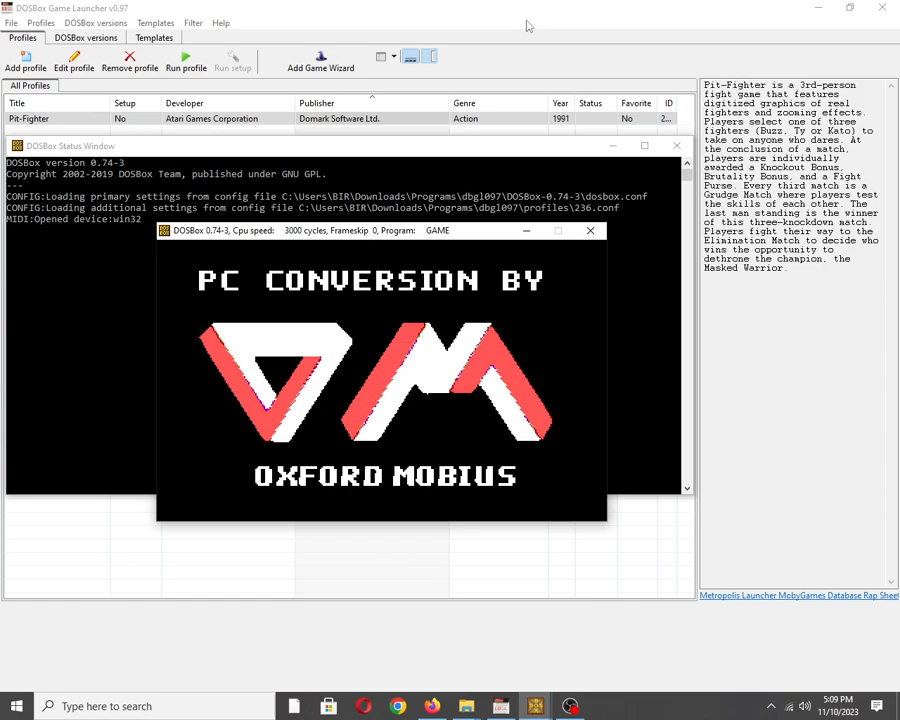 DOSBox Game Launcher v0.97
File Profiles DOSBox versions Templates Filter Help
Profiles DOSBox versions Templates
Add profile Edit profile Remove profile Run profile Run setup Add Game Wizard
All Profiles
Title Setup Developer Publisher Genre Year Status Favorite ID
Pit-Fighter No Atari Games Corporation Domark Software Ltd. Action 1991 No 2...
DOSBox Status Window
DOSBox version 0.74-3
Copyright 2002-2019 DOSBox Team, published under GNU GPL.
---
CONFIG:Loading primary settings from config file C:\Users\BIR\Downloads\Programs\dbgl097\DOSBox-0.74-3\dosbox.conf
CONFIG:Loading additional settings from config file C:\Users\BIR\Downloads\Programs\dbgl097\profiles\236.conf
MIDI:Opened device:win32
DOSBox 0.74-3, Cpu speed: 3000 cycles, Frameskip 0, Program: GAME
PC CONVERSION BY
OM
OXFORD MOBIUS
Pit-Fighter is a 3rd-person
fight game that features
digitized graphics of real
fighters and zooming effects.
Players select one of three
fighters (Buzz, Ty or Kato) to
take on anyone who dares. At
the conclusion of a match,
players are individually
awarded a Knockout Bonus,
Brutality Bonus, and a Fight
Purse. Every third match is a
Grudge Match where players test
the skills of each other. The
last man standing is the winner
of this three-knockdown match.
Players fight their way to the
Elimination Match to decide who
wins the opportunity to
dethrone the champion, the
Masked Warrior.
Metropolis Launcher MobyGames Database Rap Sheet
Type here to search
5:09 PM
11/10/2023